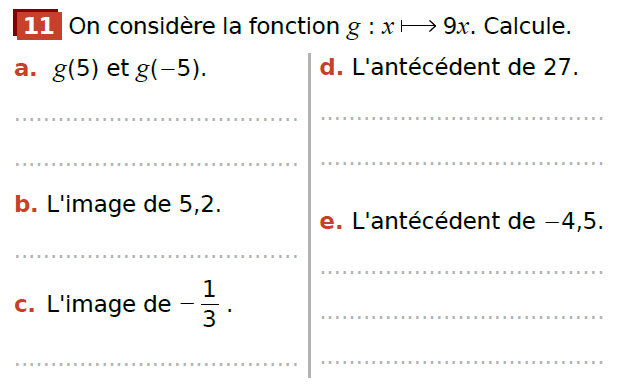 11 On considère la fonction g : x ⟼ 9x. Calcule.
a. g(5) et g(−5).
b. L'image de 5,2.
c. L'image de −1/3.
d. L'antécédent de 27.
e. L'antécédent de −4,5.